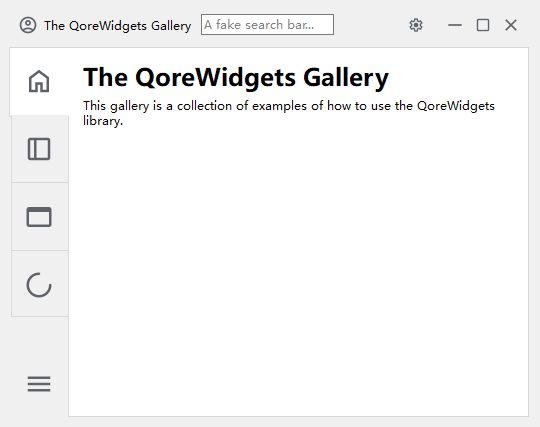 The QoreWidgets Gallery
A fake search bar...
The QoreWidgets Gallery
This gallery is a collection of examples of how to use the QoreWidgets
library.